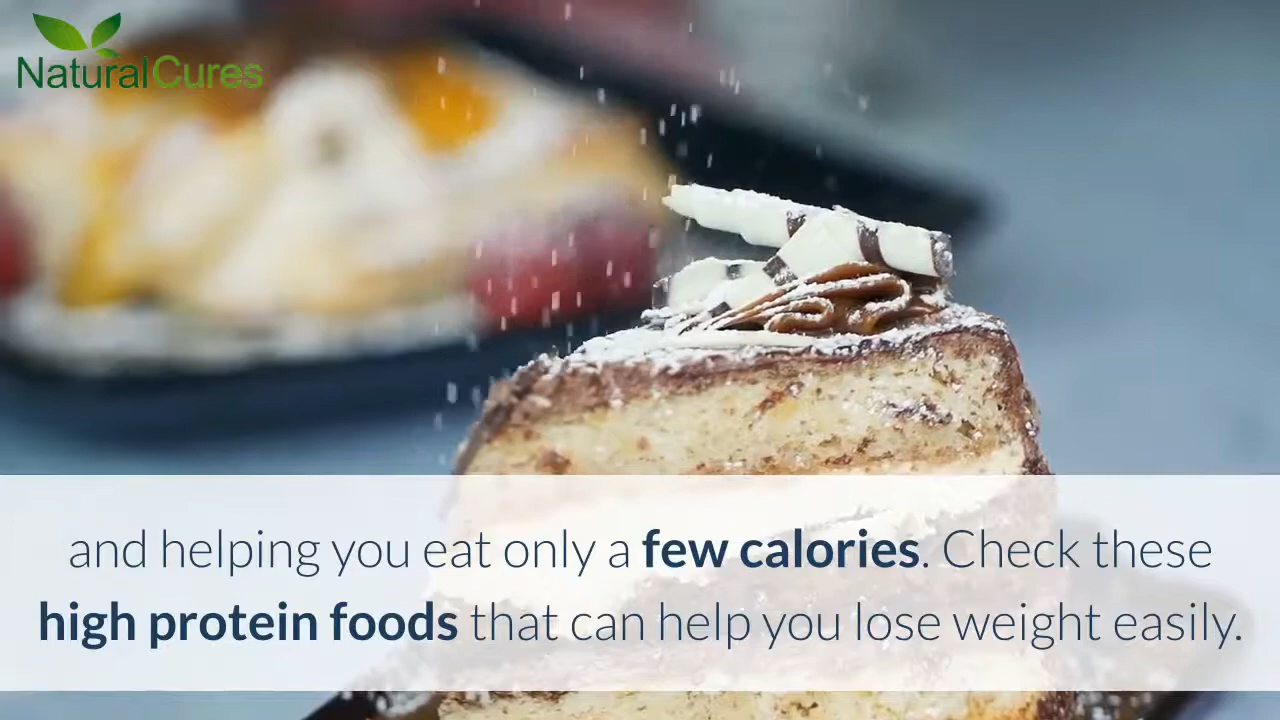 NaturalCures
and helping you eat only a few calories. Check these
high protein foods that can help you lose weight easily.